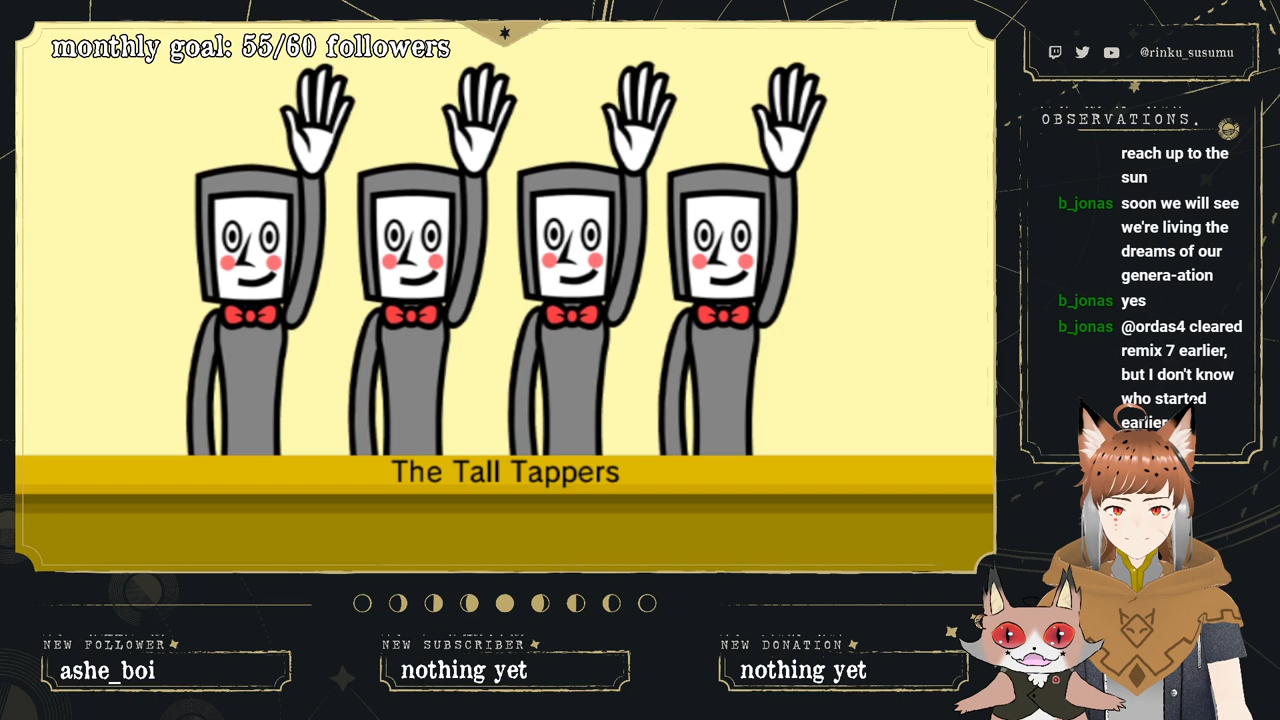 monthly goal: 55/60 followers
@rinku_susumu
OBSERVATIONS.
reach up to the
sun
b_jonas soon we will see
we're living the
dreams of our
genera-ation
b_jonas yes
b_jonas @ordas4 cleared
remix 7 earlier,
but I don't know
who started
earlier
The Tall Tappers
NEW FOLLOWER
ashe_boi
NEW SUBSCRIBER
nothing yet
NEW DONATION
nothing yet